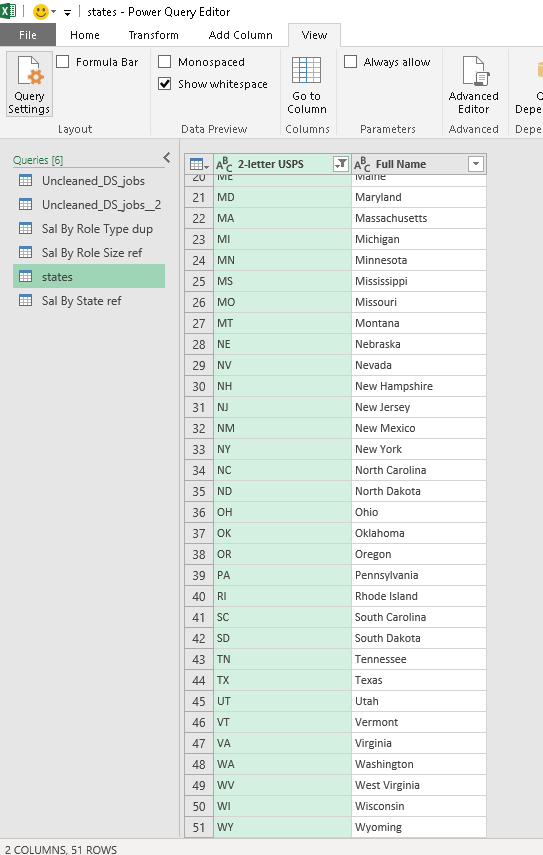 states - Power Query Editor
File Home Transform Add Column View
Query Settings
Formula Bar
Layout
Monospaced
Show whitespace
Data Preview
Go to Column
Columns
Always allow
Parameters
Advanced Editor
Advanced
Q
Depe
Depe
Queries [6]
Uncleaned_DS_jobs
Uncleaned_DS_jobs__2
Sal By Role Type dup
Sal By Role Size ref
states
Sal By State ref
ABC 2-letter USPS ABC Full Name
20 ME Maine
21 MD Maryland
22 MA Massachusetts
23 MI Michigan
24 MN Minnesota
25 MS Mississippi
26 MO Missouri
27 MT Montana
28 NE Nebraska
29 NV Nevada
30 NH New Hampshire
31 NJ New Jersey
32 NM New Mexico
33 NY New York
34 NC North Carolina
35 ND North Dakota
36 OH Ohio
37 OK Oklahoma
38 OR Oregon
39 PA Pennsylvania
40 RI Rhode Island
41 SC South Carolina
42 SD South Dakota
43 TN Tennessee
44 TX Texas
45 UT Utah
46 VT Vermont
47 VA Virginia
48 WA Washington
49 WV West Virginia
50 WI Wisconsin
51 WY Wyoming
2 COLUMNS, 51 ROWS